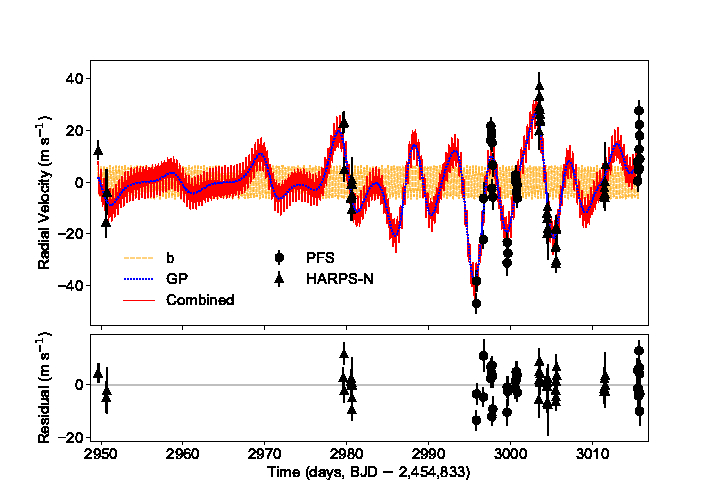 40
20
0
−20
−40
Radial Velocity (m s⁻¹)
b
GP
Combined
PFS
HARPS-N
0
−20
Residual (m s⁻¹)
2950 2960 2970 2980 2990 3000 3010
Time (days, BJD − 2,454,833)